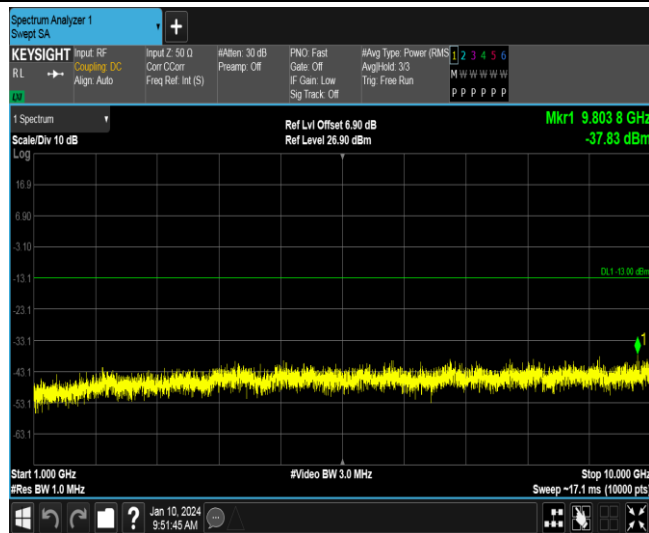 Spectrum Analyzer 1
Swept SA
+
KEYSIGHT
RL
Input: RF
Coupling: DC
Align: Auto
Input Z: 50 Ω
Corr CCorr
Freq Ref: Int (S)
#Atten: 30 dB
Preamp: Off
PNO: Fast
Gate: Off
IF Gain: Low
Sig Track: Off
#Avg Type: Power (RMS
Avg|Hold: 3/3
Trig: Free Run
1 2 3 4 5 6
M W W W W W
P P P P P P
1 Spectrum
Scale/Div 10 dB
Ref Lvl Offset 6.90 dB
Ref Level 26.90 dBm
Mkr1 9.803 8 GHz
-37.83 dBm
Log
16.9
6.90
-3.10
-13.1
DL1 -13.00 dBm
-23.1
-33.1
1
-43.1
-53.1
-63.1
Start 1.000 GHz
#Video BW 3.0 MHz
Stop 10.000 GHz
#Res BW 1.0 MHz
Sweep ~17.1 ms (10000 pts)
?
Jan 10, 2024
9:51:45 AM